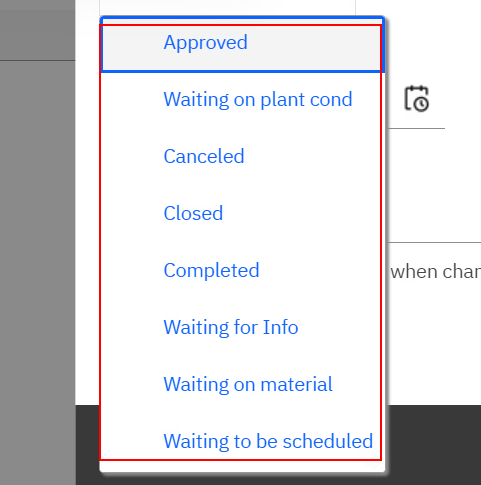 Approved
Waiting on plant cond
Canceled
Closed
Completed
when char
Waiting for Info
Waiting on material
Waiting to be scheduled